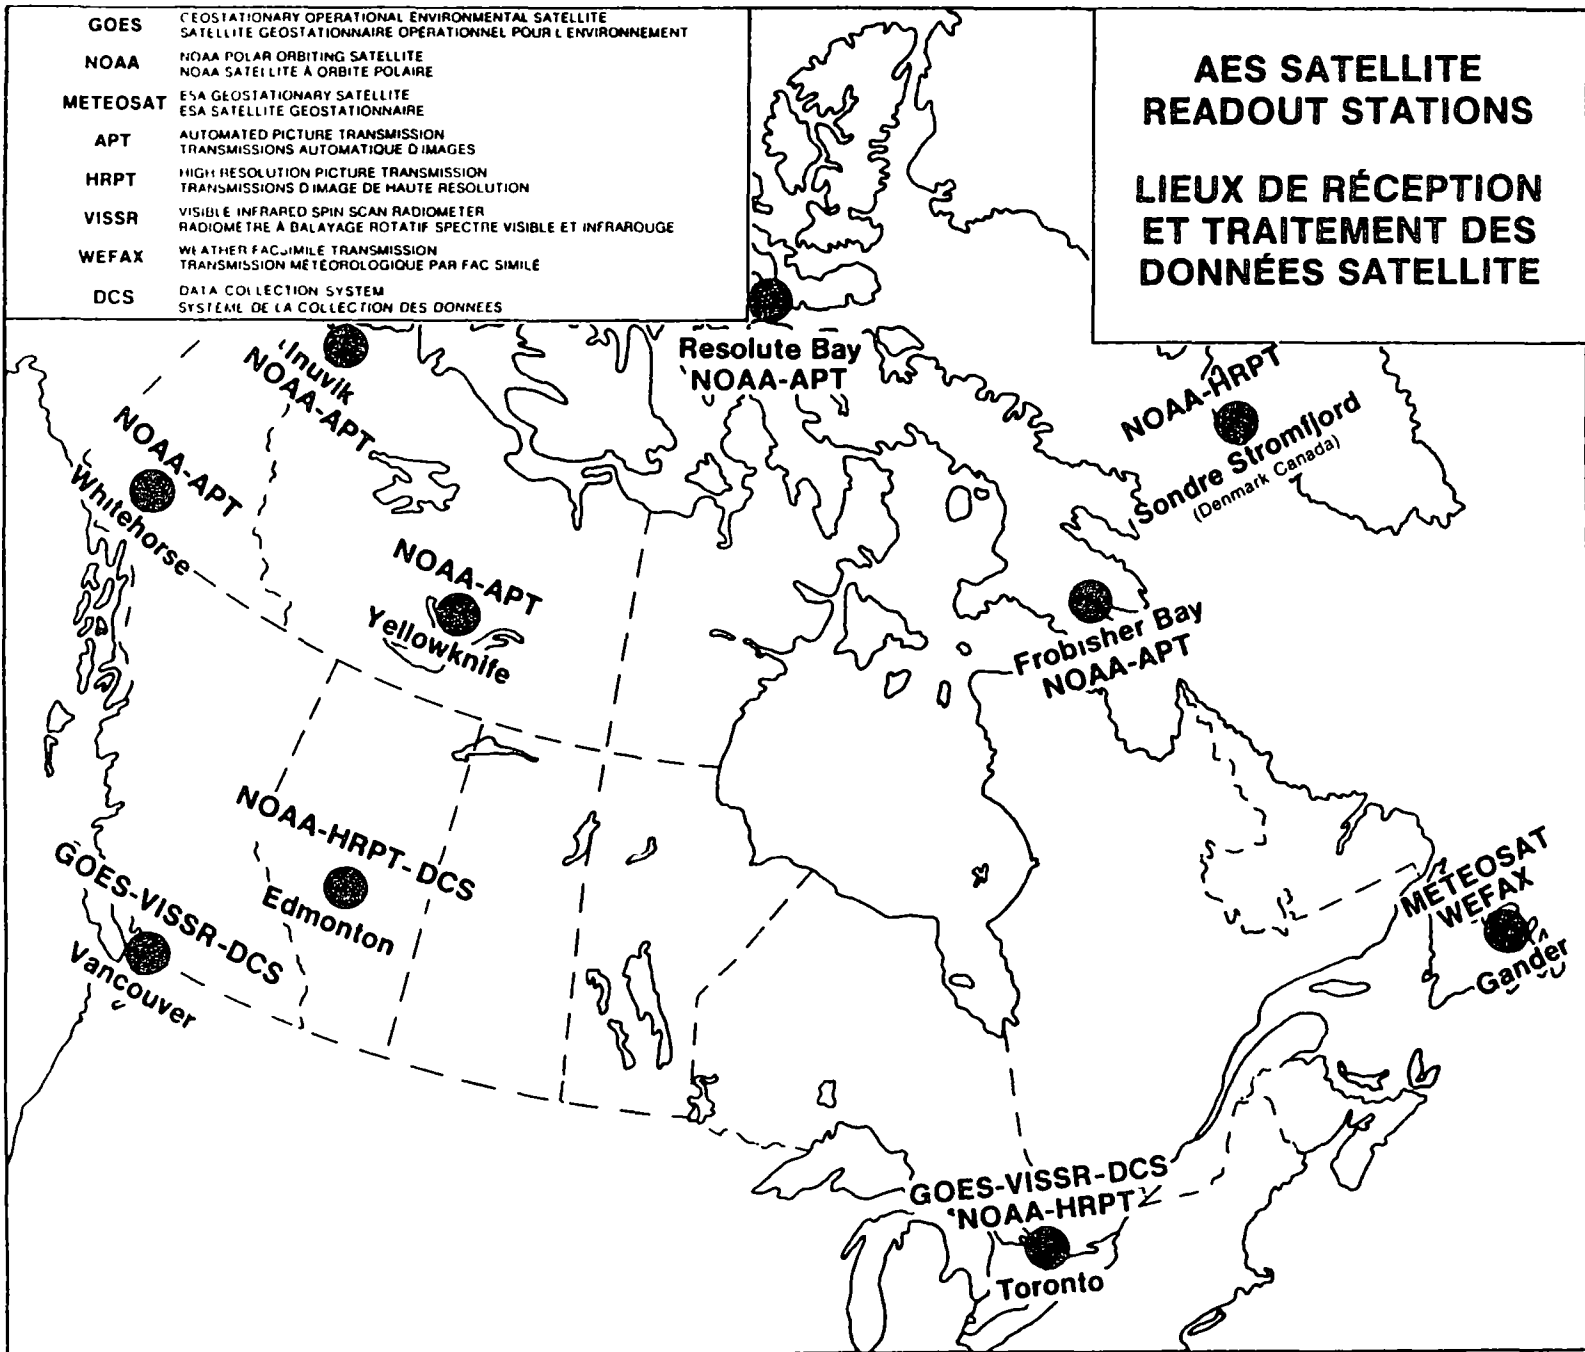 GOES GEOSTATIONARY OPERATIONAL ENVIRONMENTAL SATELLITE
SATELLITE GEOSTATIONNAIRE OPÉRATIONNEL POUR L ENVIRONNEMENT
NOAA NOAA POLAR ORBITING SATELLITE
NOAA SATELLITE À ORBITE POLAIRE
METEOSAT ESA GEOSTATIONARY SATELLITE
ESA SATELLITE GEOSTATIONNAIRE
APT AUTOMATED PICTURE TRANSMISSION
TRANSMISSIONS AUTOMATIQUE D IMAGES
HRPT HIGH RESOLUTION PICTURE TRANSMISSION
TRANSMISSIONS D IMAGE DE HAUTE RESOLUTION
VISSR VISIBLE INFRARED SPIN SCAN RADIOMETER
RADIOMETRE À BALAYAGE ROTATIF SPECTRE VISIBLE ET INFRAROUGE
WEFAX WEATHER FACSIMILE TRANSMISSION
TRANSMISSION MÉTÉOROLOGIQUE PAR FAC SIMILÉ
DCS DATA COLLECTION SYSTEM
SYSTÈME DE LA COLLECTION DES DONNEES
AES SATELLITE
READOUT STATIONS
LIEUX DE RÉCEPTION
ET TRAITEMENT DES
DONNÉES SATELLITE
Inuvik
NOAA-APT
Resolute Bay
NOAA-APT
NOAA-HRPT
Sondre Stromfjord
(Denmark Canada)
NOAA-APT
Whitehorse
NOAA-APT
Yellowknife
Frobisher Bay
NOAA-APT
NOAA-HRPT-DCS
Edmonton
GOES-VISSR-DCS
Vancouver
METEOSAT
WEFAX
Gander
GOES-VISSR-DCS
NOAA-HRPT
Toronto